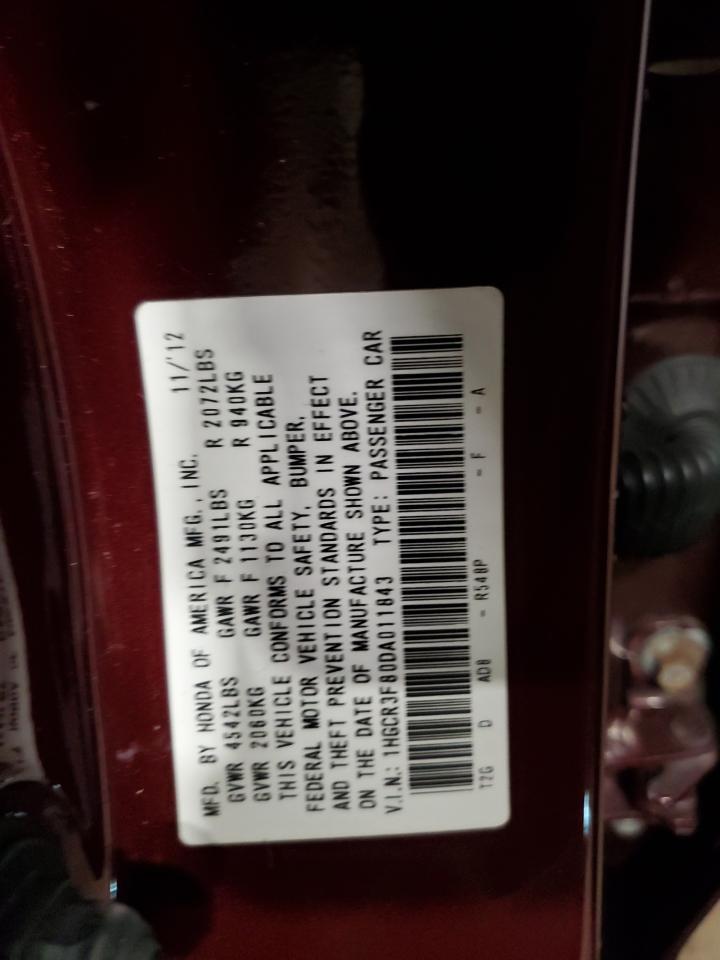 MFD. BY HONDA OF AMERICA MFG., INC. 11/'12
GVWR 4542LBS GAWR F 2491LBS R 2072LBS
GVWR 2060KG GAWR F 1130KG R 940KG
THIS VEHICLE CONFORMS TO ALL APPLICABLE
FEDERAL MOTOR VEHICLE SAFETY, BUMPER,
AND THEFT PREVENTION STANDARDS IN EFFECT
ON THE DATE OF MANUFACTURE SHOWN ABOVE.
V.I.N.: 1HGCR3F80DA011843 TYPE: PASSENGER CAR
T2G D ADB - R548P - F - A